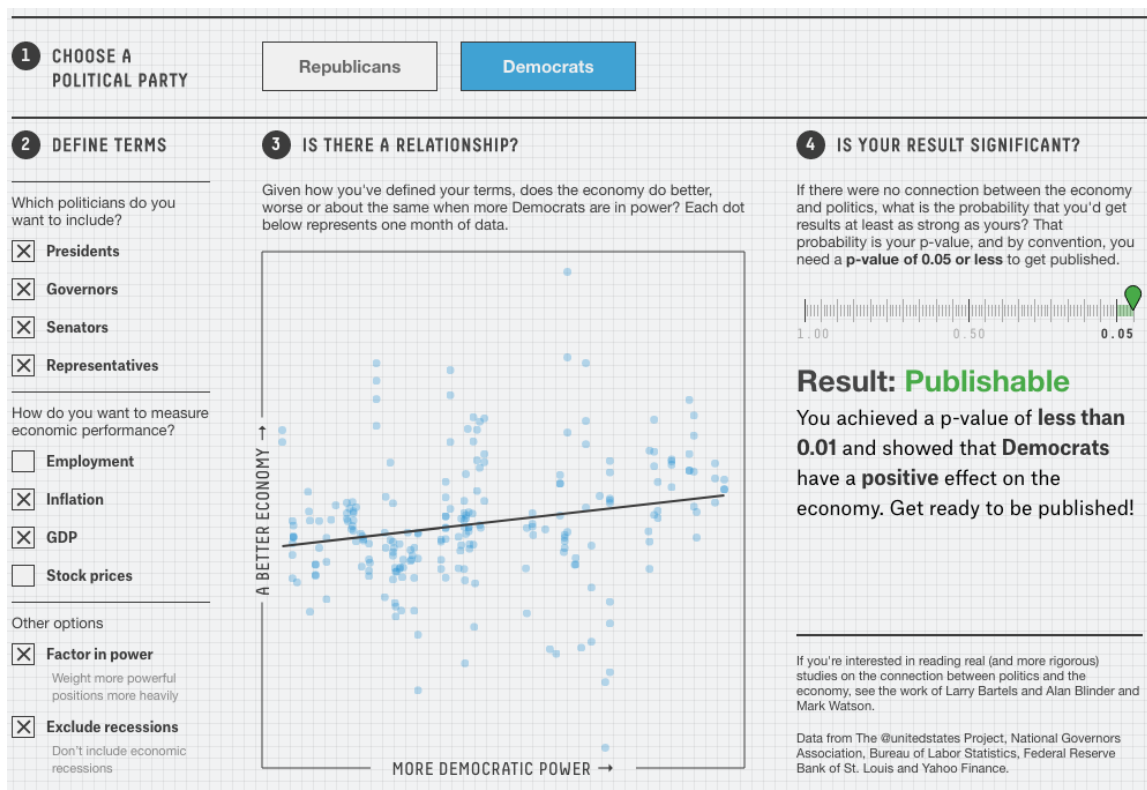 1 CHOOSE A
POLITICAL PARTY
Republicans
Democrats
2 DEFINE TERMS
Which politicians do you
want to include?
Presidents
Governors
Senators
Representatives
How do you want to measure
economic performance?
Employment
Inflation
GDP
Stock prices
Other options
Factor in power
Weight more powerful
positions more heavily
Exclude recessions
Don't include economic
recessions
3 IS THERE A RELATIONSHIP?
Given how you've defined your terms, does the economy do better,
worse or about the same when more Democrats are in power? Each dot
below represents one month of data.
A BETTER ECONOMY →
MORE DEMOCRATIC POWER →
4 IS YOUR RESULT SIGNIFICANT?
If there were no connection between the economy
and politics, what is the probability that you'd get
results at least as strong as yours? That
probability is your p-value, and by convention, you
need a p-value of 0.05 or less to get published.
1.00 0.50 0.05
Result: Publishable
You achieved a p-value of less than
0.01 and showed that Democrats
have a positive effect on the
economy. Get ready to be published!
If you're interested in reading real (and more rigorous)
studies on the connection between politics and the
economy, see the work of Larry Bartels and Alan Blinder and
Mark Watson.
Data from The @unitedstates Project, National Governors
Association, Bureau of Labor Statistics, Federal Reserve
Bank of St. Louis and Yahoo Finance.